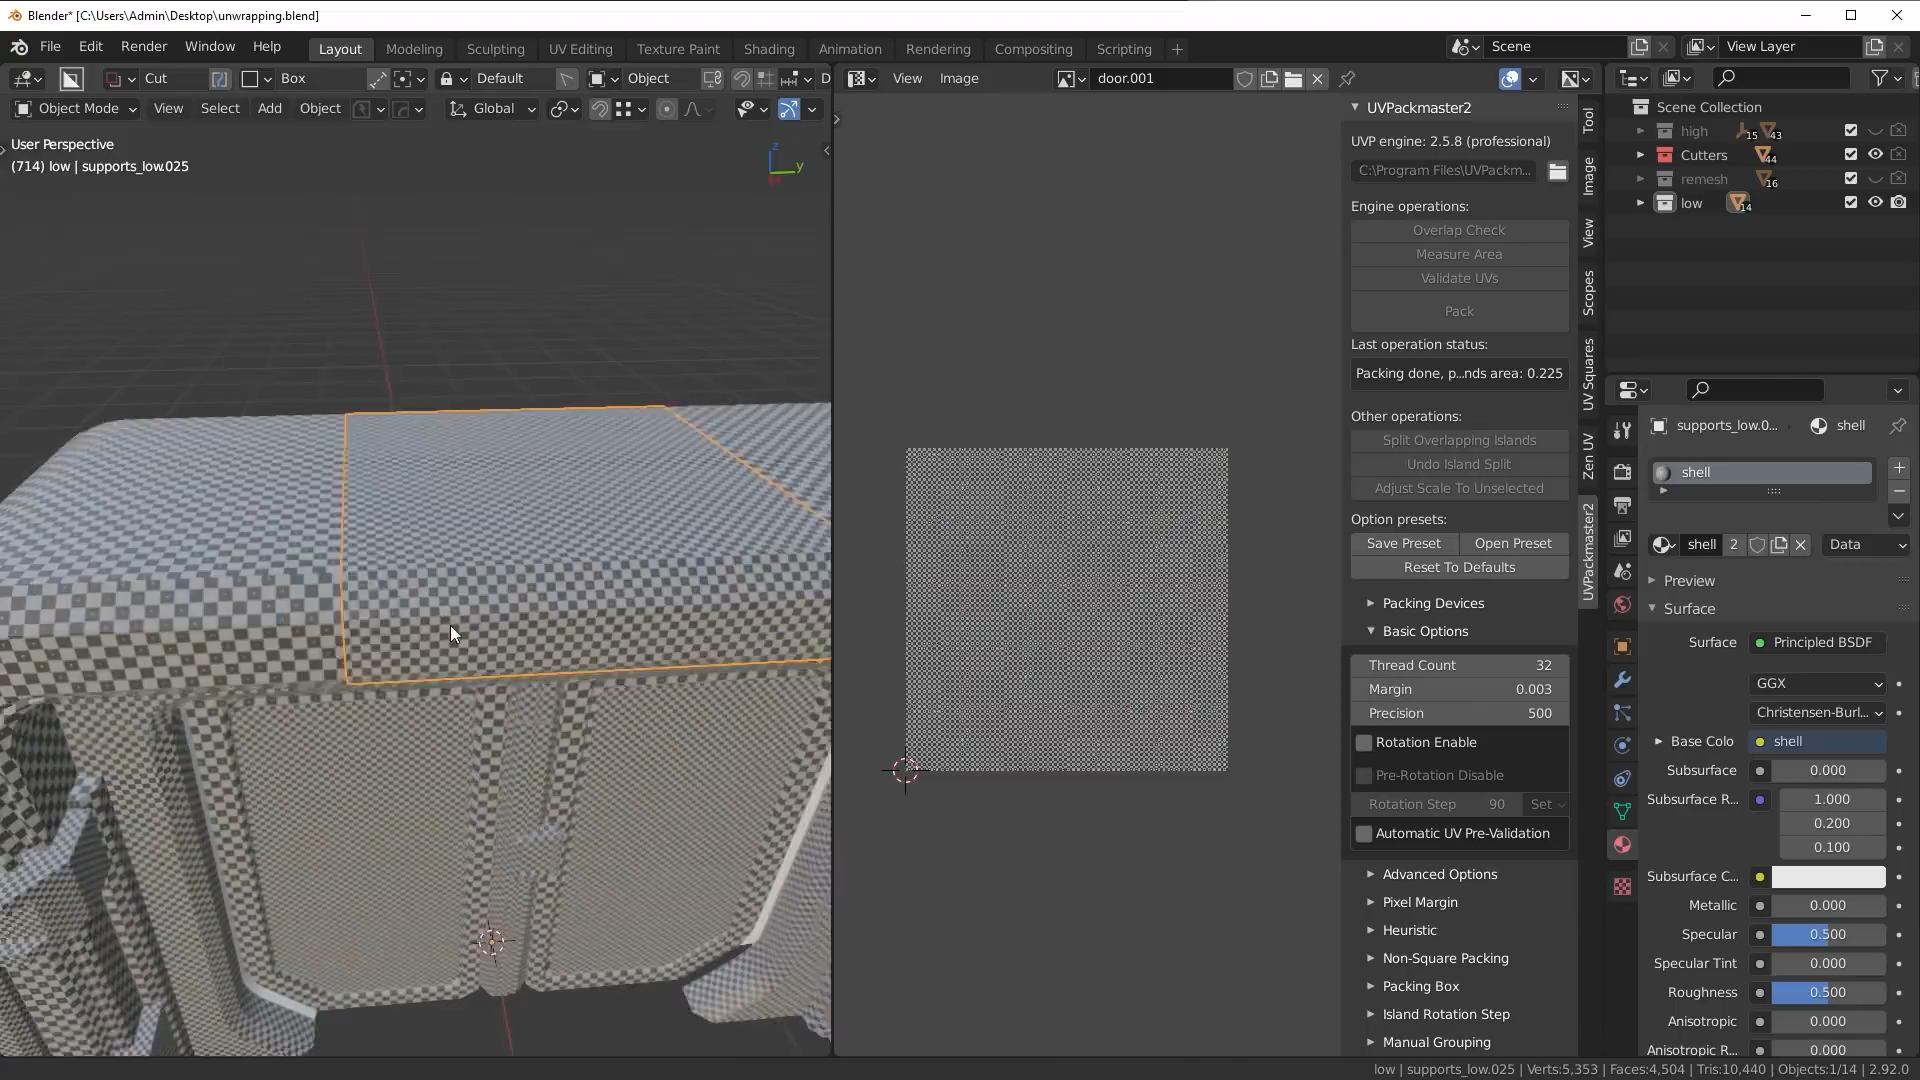 Blender* [C:\Users\Admin\Desktop\unwrapping.blend]
File Edit Render Window Help Layout Modeling Sculpting UV Editing Texture Paint Shading Animation Rendering Compositing Scripting + Scene View Layer
Cut Box Default Object D View Image door.001
Object Mode View Select Add Object Global
User Perspective
(714) low | supports_low.025
z
y
UVPackmaster2
UVP engine: 2.5.8 (professional)
C:\Program Files\UVPackm...
Engine operations:
Overlap Check
Measure Area
Validate UVs
Pack
Last operation status:
Packing done, p...nds area: 0.225
Other operations:
Split Overlapping Islands
Undo Island Split
Adjust Scale To Unselected
Option presets:
Save Preset Open Preset
Reset To Defaults
Packing Devices
Basic Options
Thread Count 32
Margin 0.003
Precision 500
Rotation Enable
Pre-Rotation Disable
Rotation Step 90 Set
Automatic UV Pre-Validation
Advanced Options
Pixel Margin
Heuristic
Non-Square Packing
Packing Box
Island Rotation Step
Manual Grouping
Tool
Image
View
Scopes
UV Squares
Zen UV
UVPackmaster2
Scene Collection
high 15 43
Cutters 44
remesh 16
low 14
supports_low.0... shell
shell
shell 2 Data
Preview
Surface
Surface Principled BSDF
GGX
Christensen-Burl...
Base Colo shell
Subsurface 0.000
Subsurface R... 1.000
0.200
0.100
Subsurface C...
Metallic 0.000
Specular 0.500
Specular Tint 0.000
Roughness 0.500
Anisotropic 0.000
Anisotropic R... 0.000
low | supports_low.025 | Verts:5,353 | Faces:4,504 | Tris:10,440 | Objects:1/14 | 2.92.0